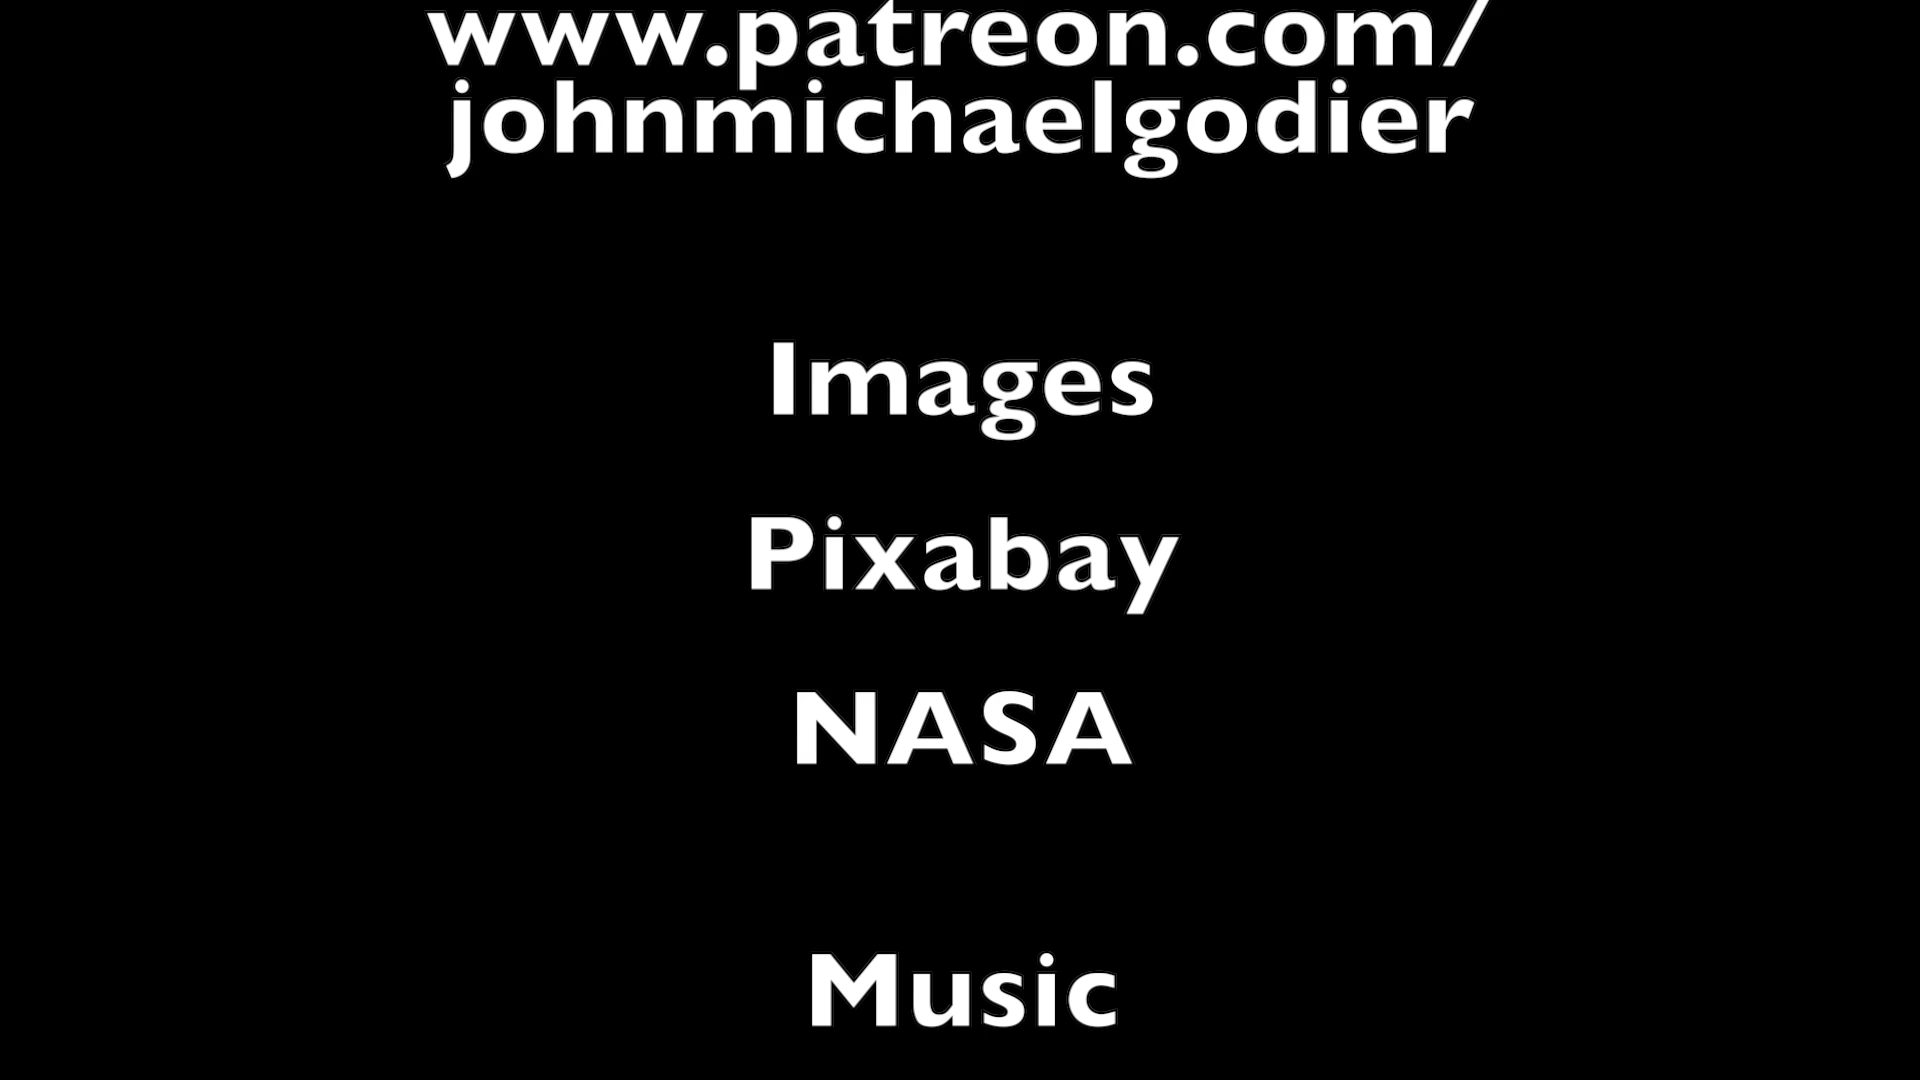 www.patreon.com/
johnmichaelgodier
Images
Pixabay
NASA
Music